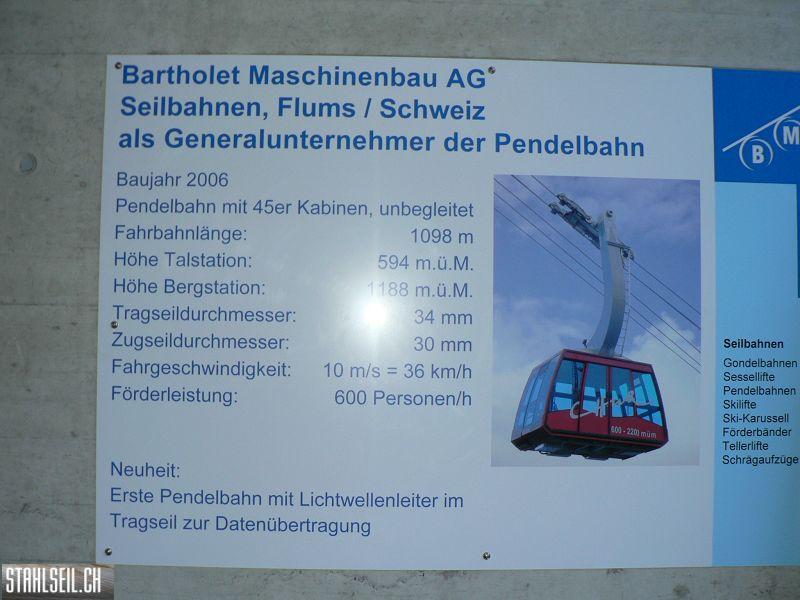 Bartholet Maschinenbau AG
Seilbahnen, Flums / Schweiz
als Generalunternehmer der Pendelbahn
Baujahr 2006
Pendelbahn mit 45er Kabinen, unbegleitet
Fahrbahnlänge: 1098 m
Höhe Talstation: 594 m.ü.M.
Höhe Bergstation: 1188 m.ü.M.
Tragseildurchmesser: 34 mm
Zugseildurchmesser: 30 mm
Fahrgeschwindigkeit: 10 m/s = 36 km/h
Förderleistung: 600 Personen/h
Neuheit:
Erste Pendelbahn mit Lichtwellenleiter im
Tragseil zur Datenübertragung
Chur
600 - 2200 müm
B M
Seilbahnen
Gondelbahnen
Sessellifte
Pendelbahnen
Skilifte
Ski-Karussell
Förderbänder
Tellerlifte
Schrägaufzüge
STAHLSEIL.CH